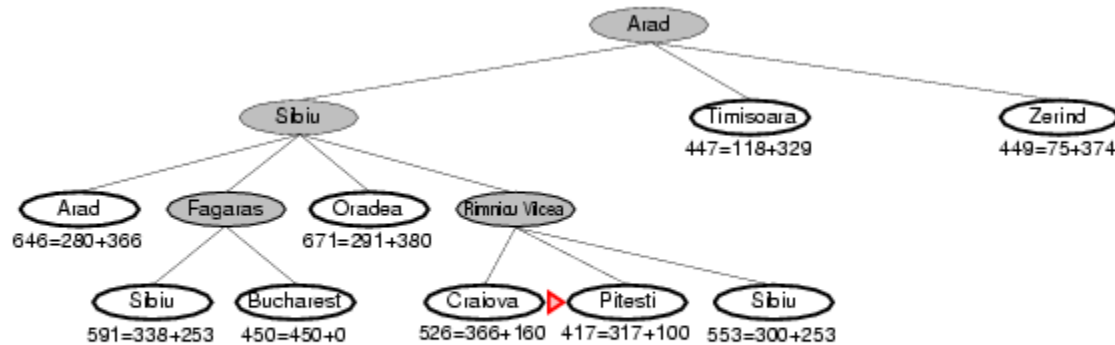 Arad
Sibiu
Timisoara
Zerind
447=118+329
449=75+374
Arad
Fagaras
Oradea
Rimnicu Vilcea
646=280+366
671=291+380
Sibiu
Bucharest
Craiova
Pitesti
Sibiu
591=338+253
450=450+0
526=366+160
417=317+100
553=300+253